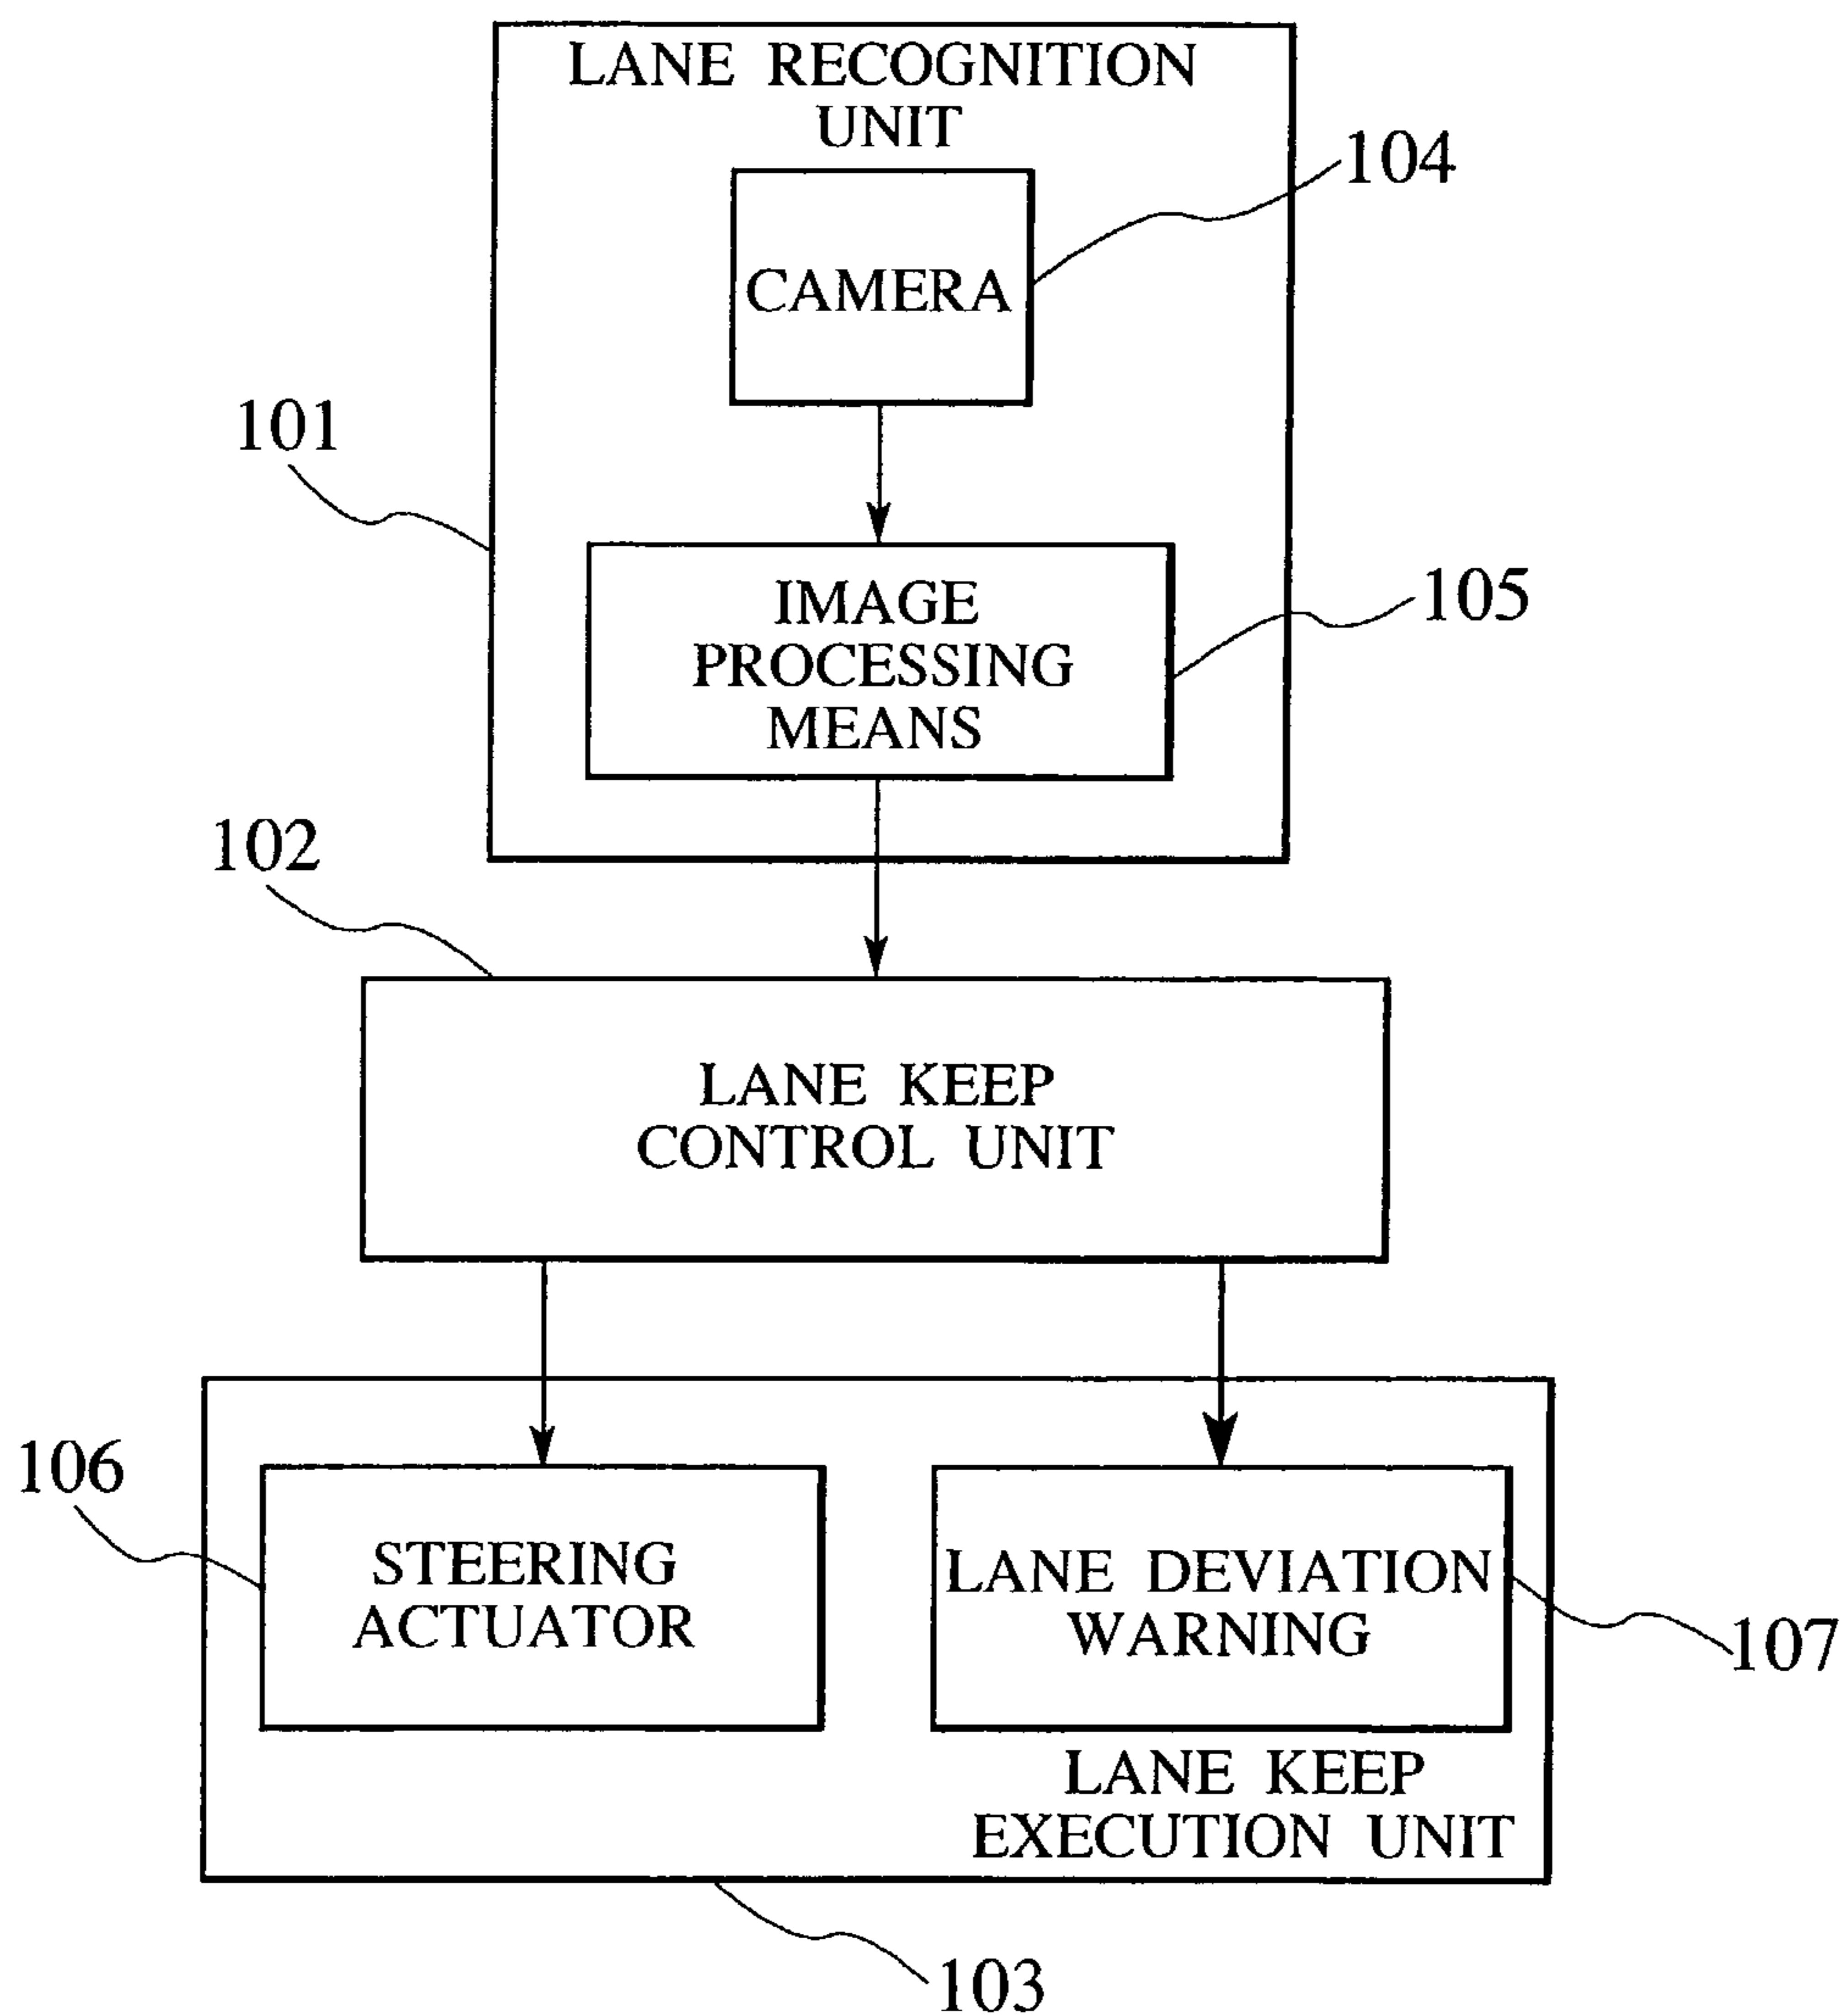 LANE RECOGNITION
UNIT
104
CAMERA
101
IMAGE
PROCESSING
MEANS
105
102
LANE KEEP
CONTROL UNIT
106
STEERING
ACTUATOR
LANE DEVIATION
WARNING
107
LANE KEEP
EXECUTION UNIT
103